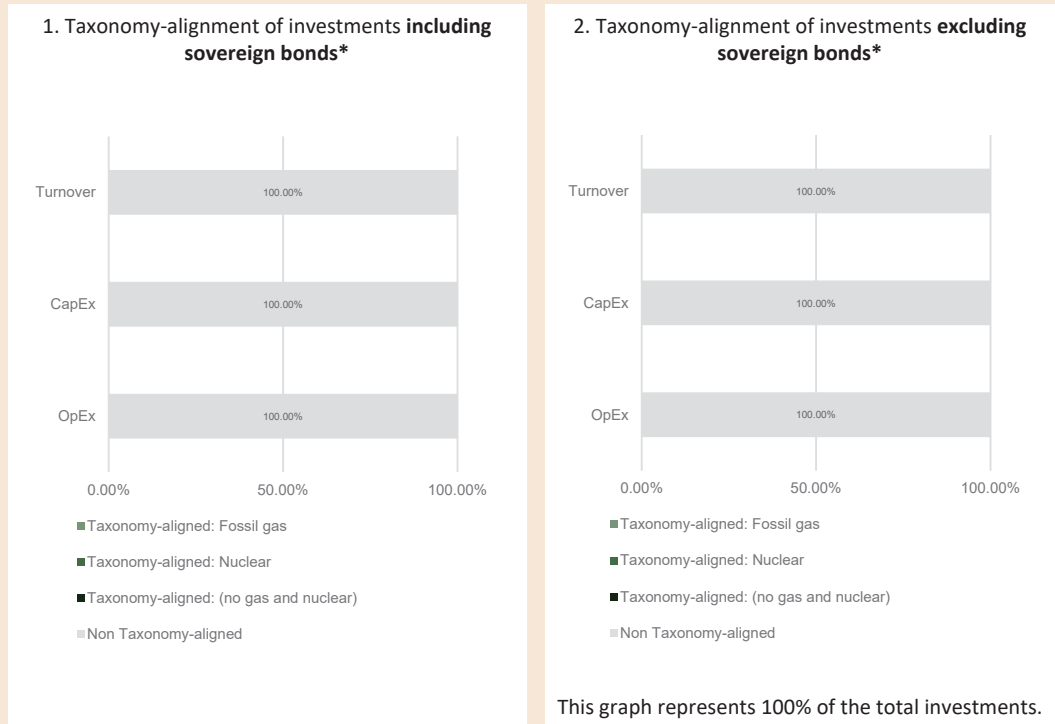 1. Taxonomy-alignment of investments including
sovereign bonds*
Turnover
100.00%
CapEx
100.00%
OpEx
100.00%
0.00%
50.00%
100.00%
Taxonomy-aligned: Fossil gas
Taxonomy-aligned: Nuclear
Taxonomy-aligned: (no gas and nuclear)
Non Taxonomy-aligned
2. Taxonomy-alignment of investments excluding
sovereign bonds*
Turnover
100.00%
CapEx
100.00%
OpEx
100.00%
0.00%
50.00%
100.00%
Taxonomy-aligned: Fossil gas
Taxonomy-aligned: Nuclear
Taxonomy-aligned: (no gas and nuclear)
Non Taxonomy-aligned
This graph represents 100% of the total investments.